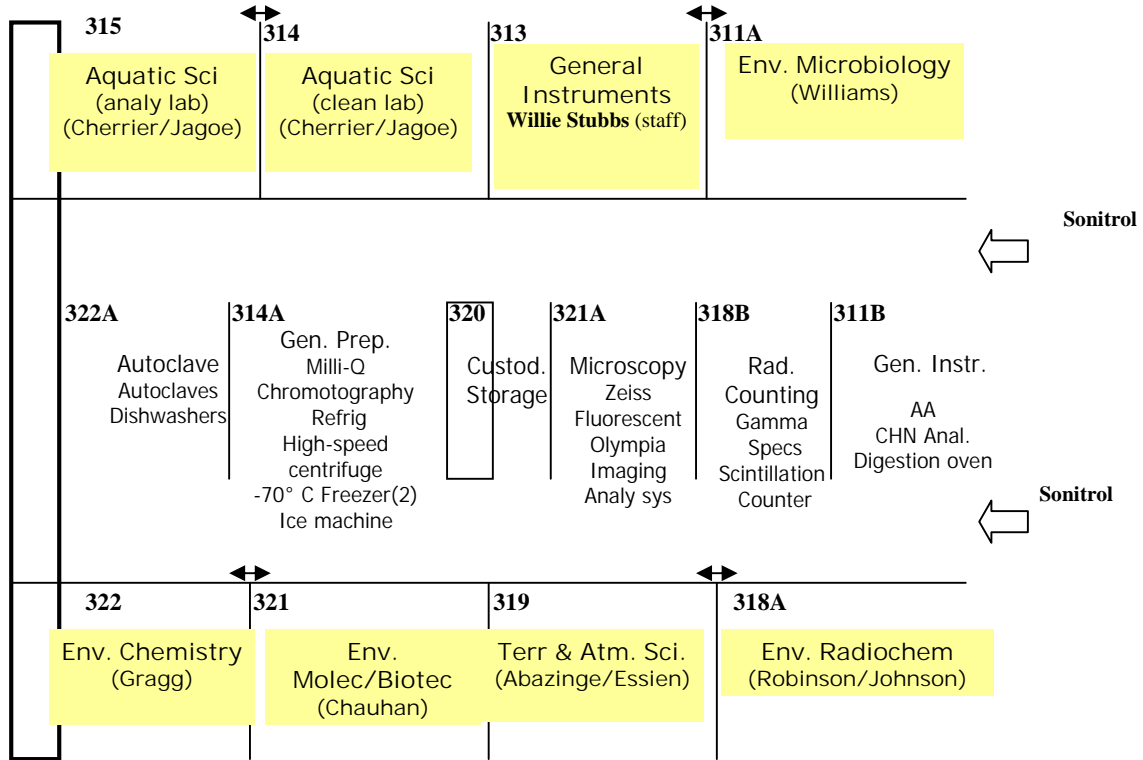 315
Aquatic Sci
(analy lab)
(Cherrier/Jagoe)
314
Aquatic Sci
(clean lab)
(Cherrier/Jagoe)
313
General
Instruments
Willie Stubbs (staff)
311A
Env. Microbiology
(Williams)
Sonitrol
322A
Autoclave
Autoclaves
Dishwashers
314A
Gen. Prep.
Milli-Q
Chromotography
Refrig
High-speed
centrifuge
-70° C Freezer(2)
Ice machine
320
Custod.
Storage
321A
Microscopy
Zeiss
Fluorescent
Olympia
Imaging
Analy sys
318B
Rad.
Counting
Gamma
Specs
Scintillation
Counter
311B
Gen. Instr.
AA
CHN Anal.
Digestion oven
Sonitrol
322
Env. Chemistry
(Gragg)
321
Env.
Molec/Biotec
(Chauhan)
319
Terr & Atm. Sci.
(Abazinge/Essien)
318A
Env. Radiochem
(Robinson/Johnson)